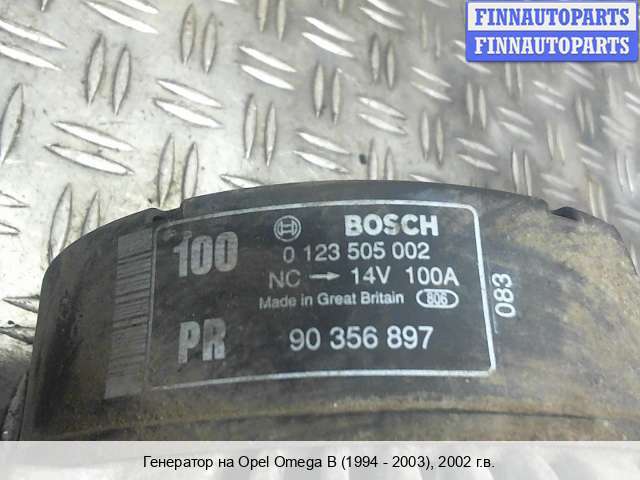 FINNAUTOPARTS
FINNAUTOPARTS
100
BOSCH
0 123 505 002
NC → 14V 100A
Made in Great Britain 806
083
PR
90 356 897
Генератор на Opel Omega B (1994 - 2003), 2002 г.в.